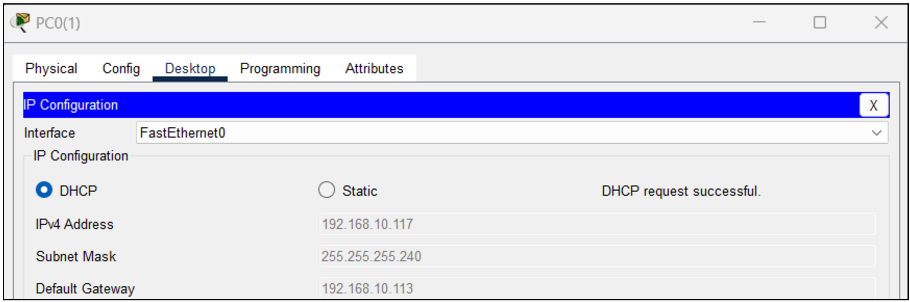 PC0(1)
Physical Config Desktop Programming Attributes
IP Configuration X
Interface FastEthernet0
IP Configuration
DHCP Static DHCP request successful.
IPv4 Address 192.168.10.117
Subnet Mask 255.255.255.240
Default Gateway 192.168.10.113